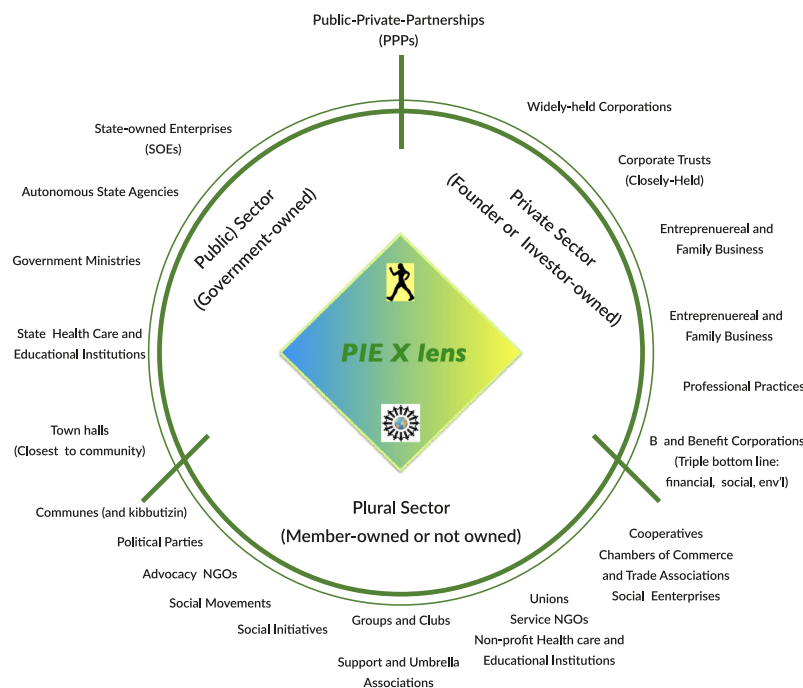 Public-Private-Partnerships
(PPPs)
Widely-held Corporations
State-owned Enterprises
(SOEs)
Corporate Trusts
(Closely-Held)
Autonomous State Agencies
Public) Sector
(Government-owned)
Private Sector
(Founder or Investor-owned)
Entreprenuereal and
Family Business
Government Ministries
Entreprenuereal and
Family Business
State Health Care and
Educational Institutions
PIE X lens
Professional Practices
Town halls
(Closest to community)
B and Benefit Corporations
(Triple bottom line:
financial, social, env'l)
Plural Sector
(Member-owned or not owned)
Communes (and kibbutizin)
Political Parties
Advocacy NGOs
Social Movements
Social Initiatives
Groups and Clubs
Support and Umbrella
Associations
Unions
Service NGOs
Non-profit Health care and
Educational Institutions
Cooperatives
Chambers of Commerce
and Trade Associations
Social Eenterprises